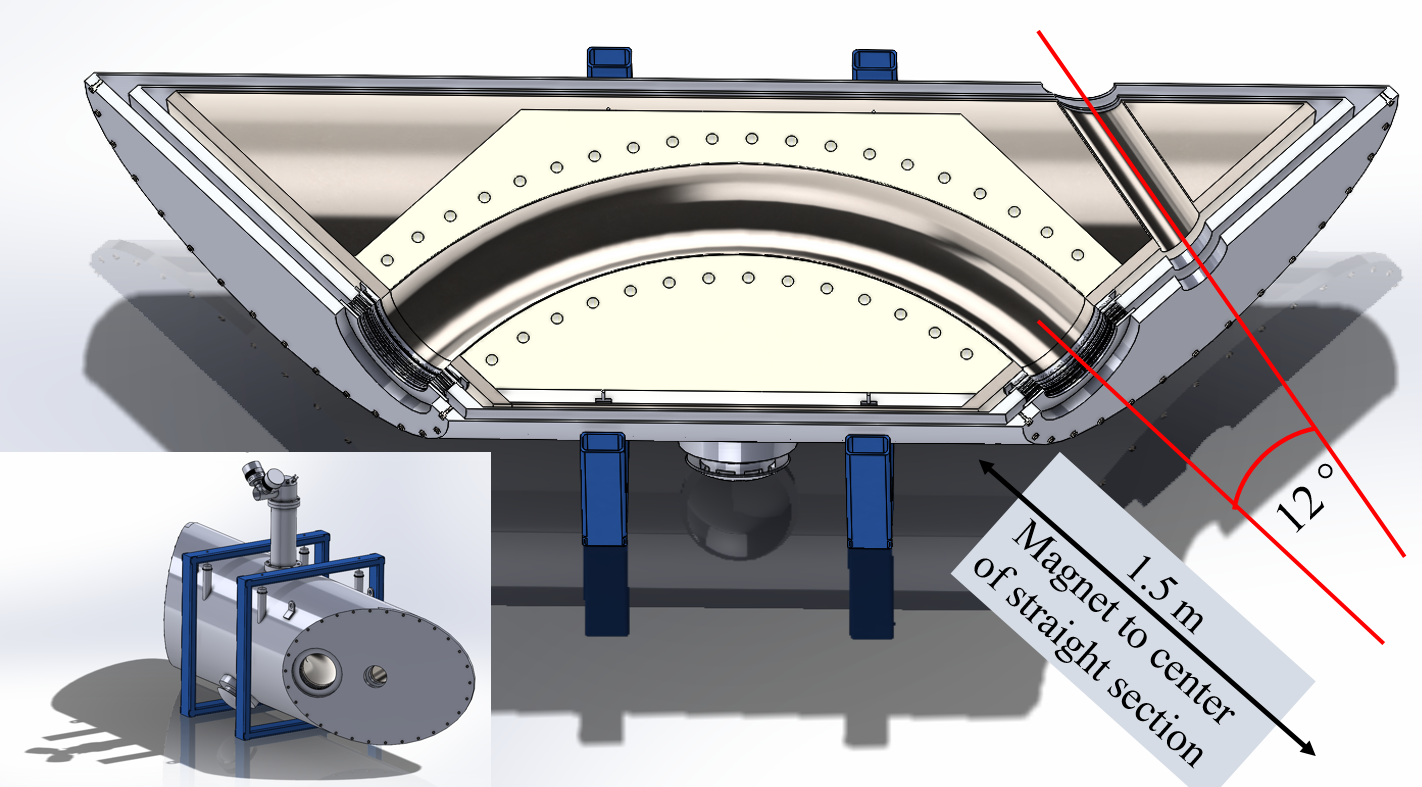 12 °
1.5 m
Magnet to center
of straight section